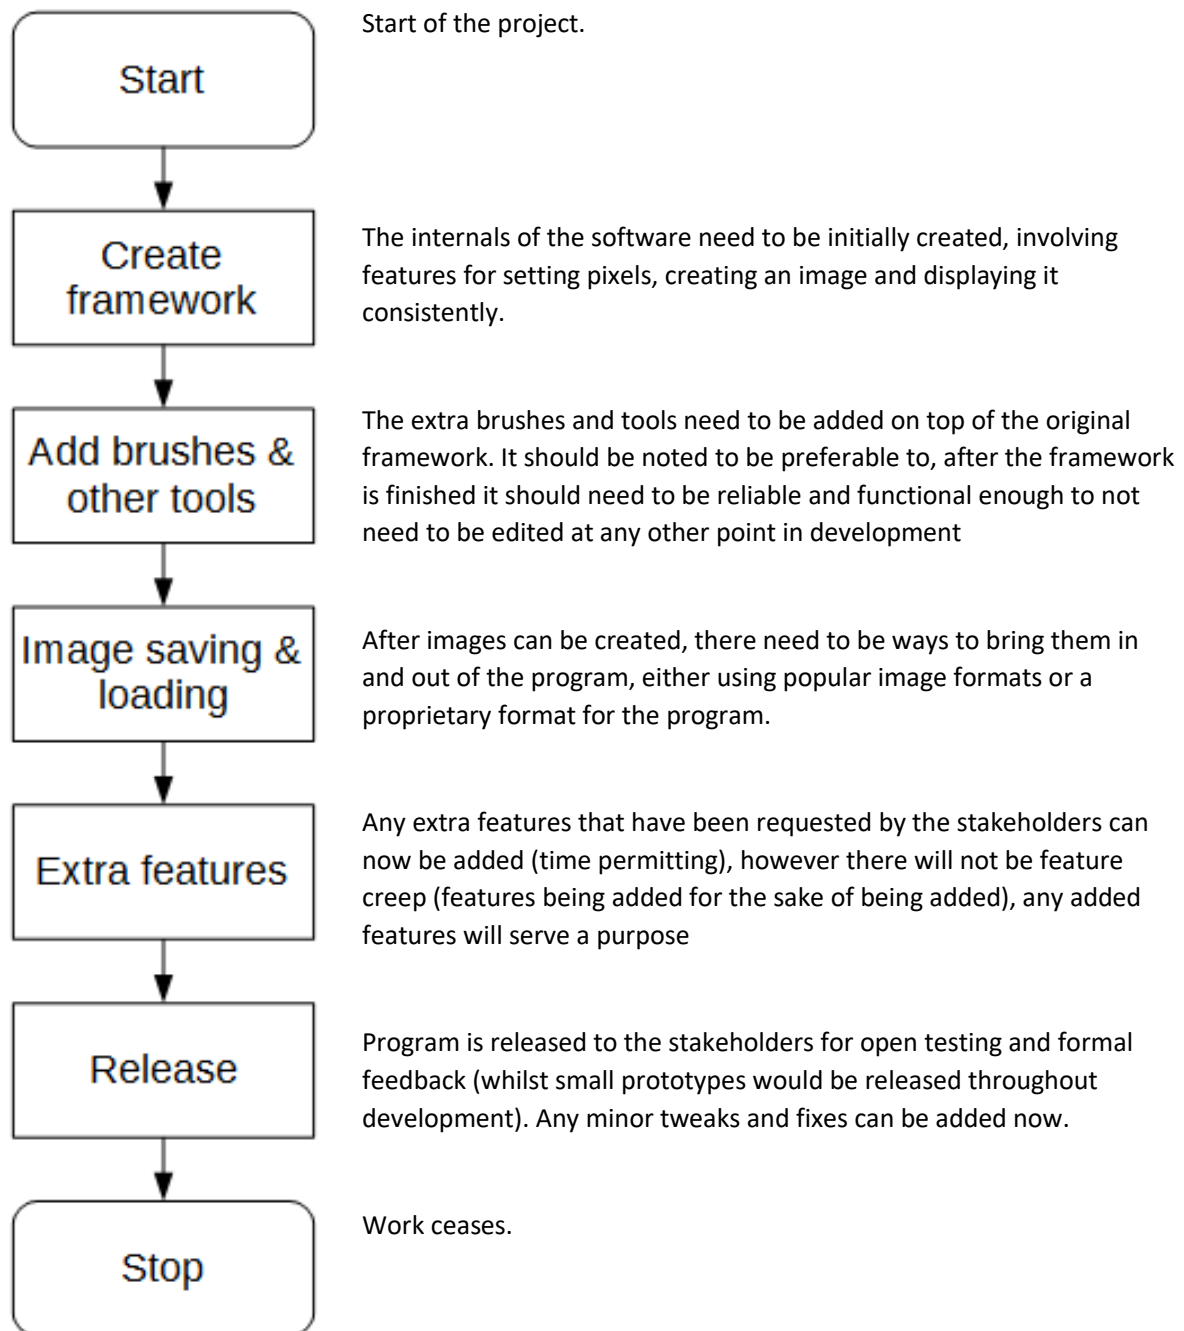 Start
Start of the project.
Create
framework
The internals of the software need to be initially created, involving
features for setting pixels, creating an image and displaying it
consistently.
Add brushes &
other tools
The extra brushes and tools need to be added on top of the original
framework. It should be noted to be preferable to, after the framework
is finished it should need to be reliable and functional enough to not
need to be edited at any other point in development
Image saving &
loading
After images can be created, there need to be ways to bring them in
and out of the program, either using popular image formats or a
proprietary format for the program.
Extra features
Any extra features that have been requested by the stakeholders can
now be added (time permitting), however there will not be feature
creep (features being added for the sake of being added), any added
features will serve a purpose
Release
Program is released to the stakeholders for open testing and formal
feedback (whilst small prototypes would be released throughout
development). Any minor tweaks and fixes can be added now.
Stop
Work ceases.